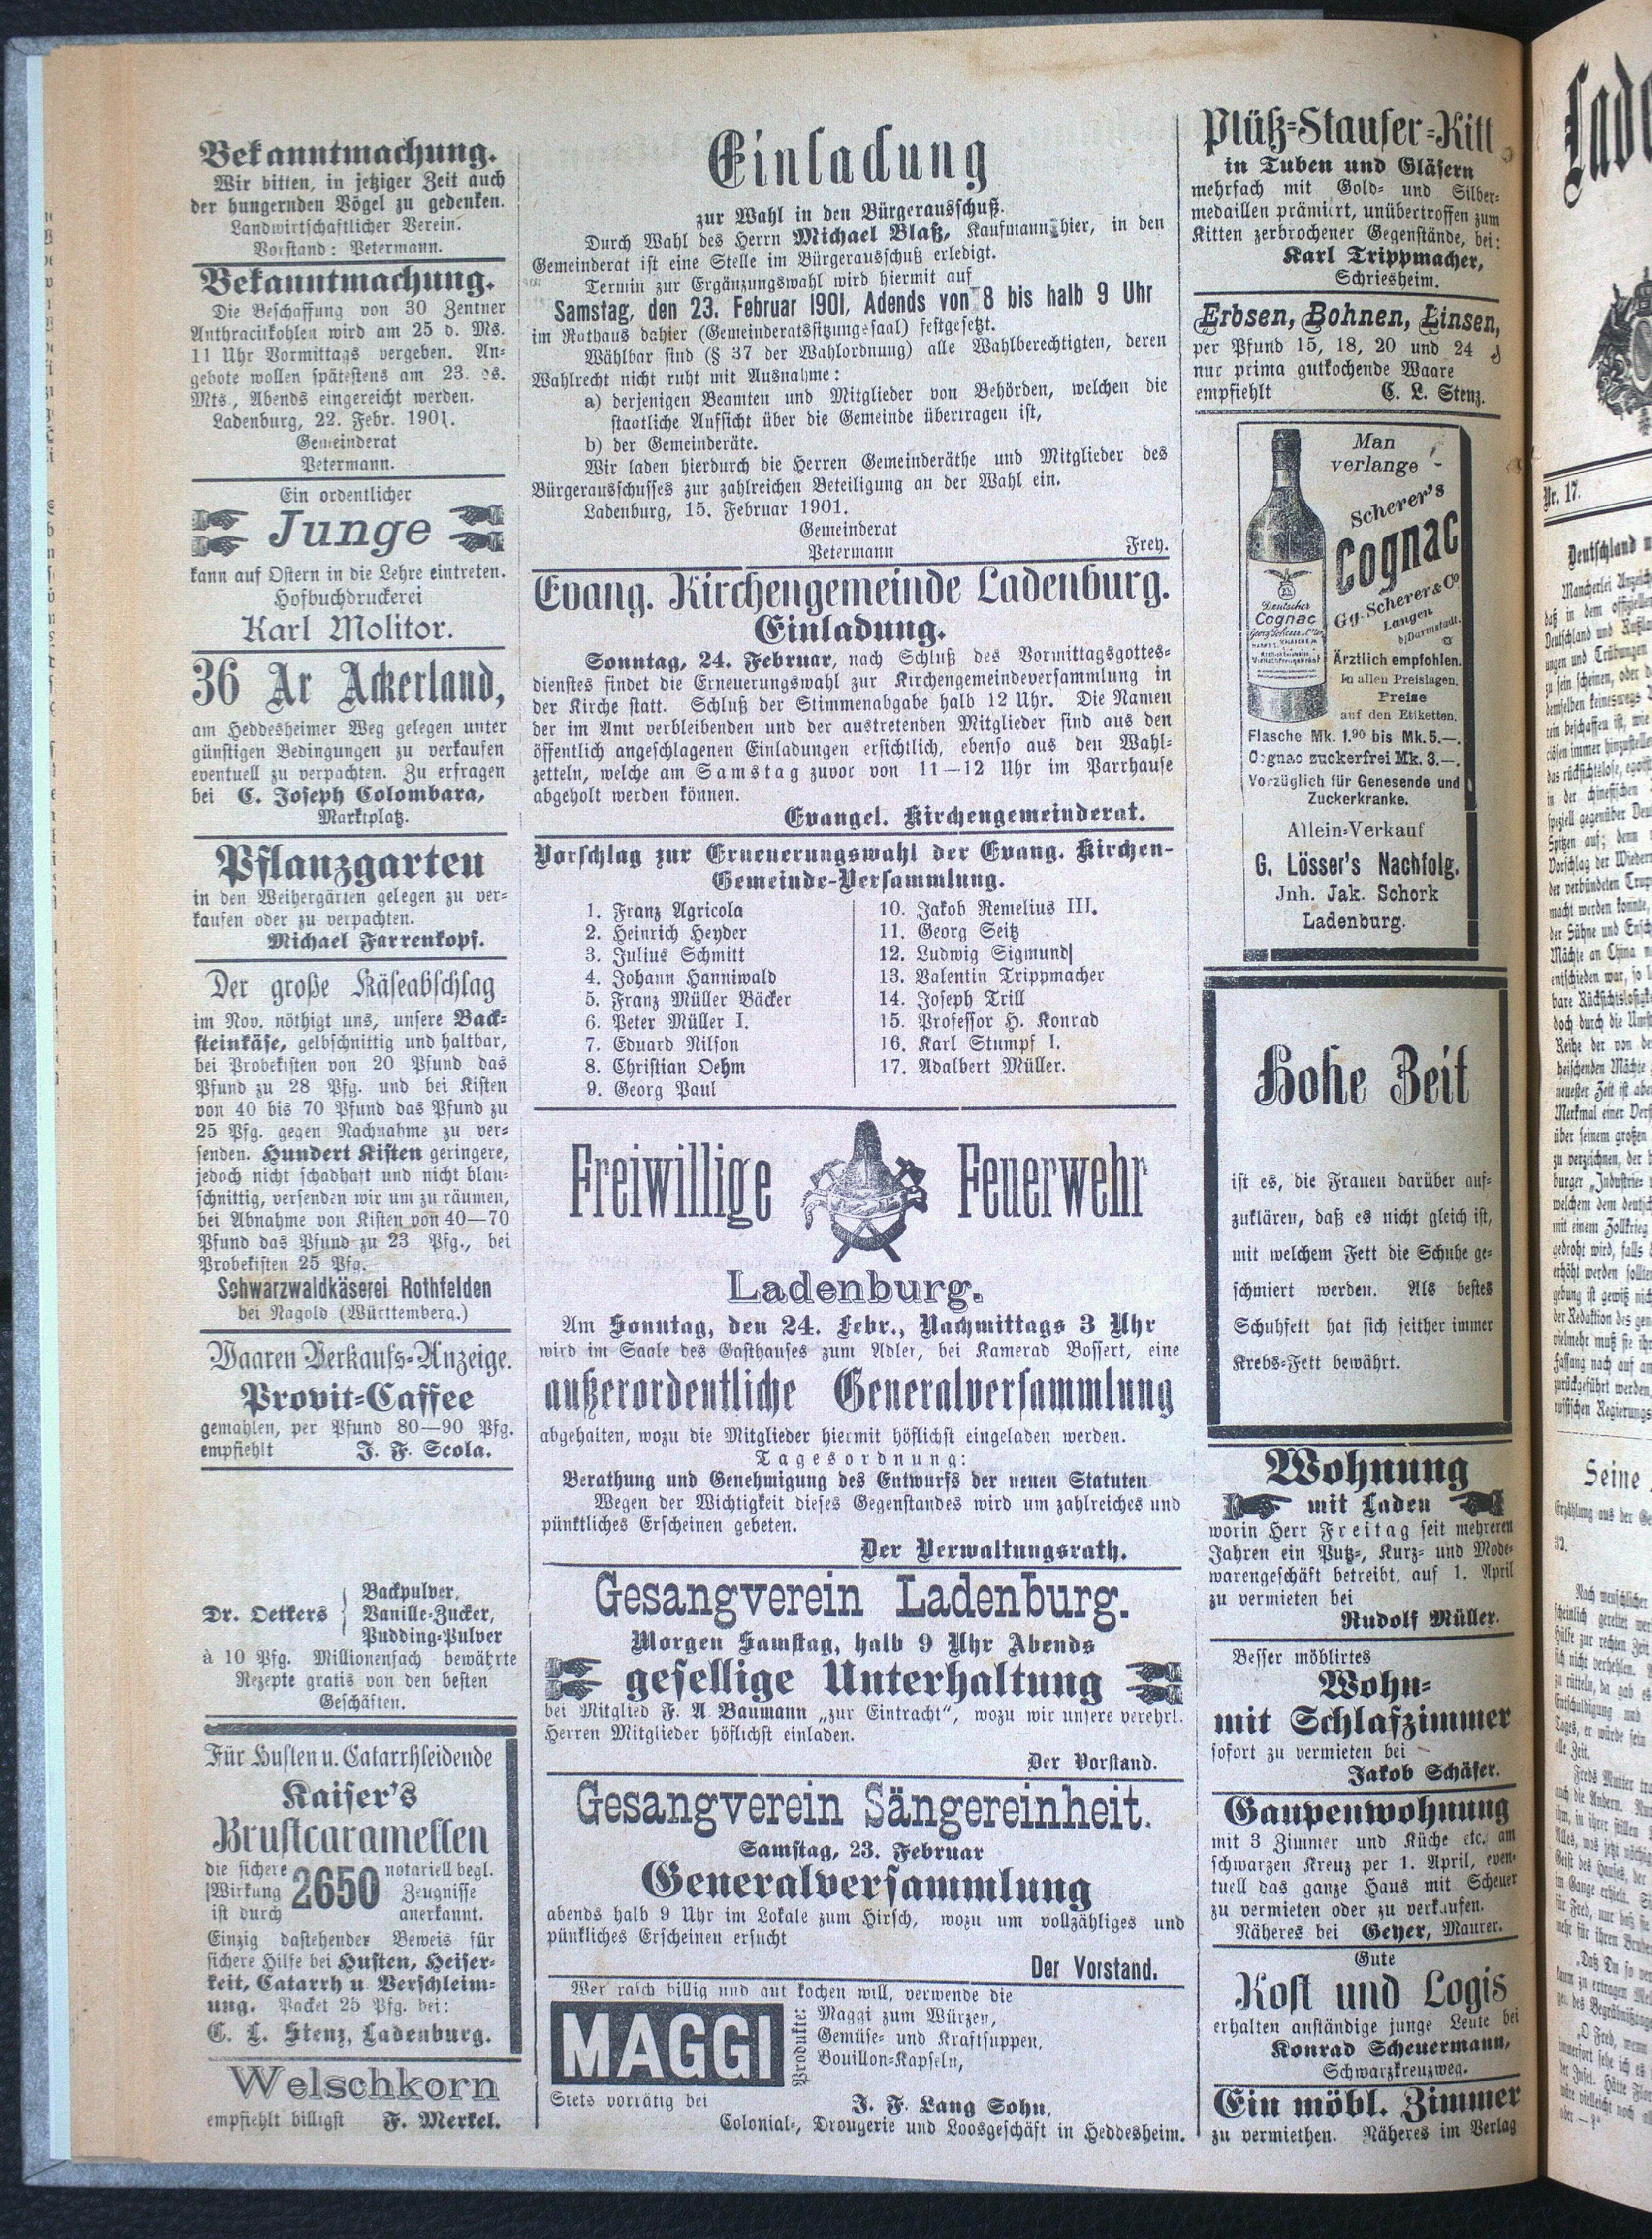 Bekanntmachung.
Wir bitten, in jetziger Zeit auch
der hungernden Vögel zu gedenken.
Landwirtschaftlicher Verein.
Vorstand: Petermann.
Bekanntmachung.
Die Beschaffung von 30 Zentner
Anthracitkohlen wird am 25 d. Ms.
11 Uhr Vormittags vergeben. An-
gebote wollen spätestens am 23. ds.
Mts., Abends eingereicht werden.
Ladenburg, 22. Febr. 1901.
Gemeinderat
Petermann.
Ein ordentlicher
Junge
kann auf Ostern in die Lehre eintreten.
Hofbuchdruckerei
Karl Molitor.
36 Ar Ackerland,
am Heddesheimer Weg gelegen unter
günstigen Bedingungen zu verkaufen
eventuell zu verpachten. Zu erfragen
bei C. Joseph Colombara,
Marktplatz.
Pflanzgarten
in den Weihergärten gelegen zu ver-
kaufen oder zu verpachten.
Michael Farrenkopf.
Der große Käseabschlag
im Nov. nöthigt uns, unsere Back-
steinkäse, gelbschnittig und haltbar,
bei Probekisten von 20 Pfund das
Pfund zu 28 Pfg. und bei Kisten
von 40 bis 70 Pfund das Pfund zu
25 Pfg. gegen Nachnahme zu ver-
senden. Hundert Kisten geringere,
jedoch nicht schadhaft und nicht blau-
schnittig, versenden wir um zu räumen,
bei Abnahme von Kisten von 40—70
Pfund das Pfund zu 23 Pfg., bei
Probekisten 25 Pfg.
Schwarzwaldkäserei Rothfelden
bei Nagold (Württemberg.)
Waaren Verkaufs-Anzeige.
Provit-Caffee
gemahlen, per Pfund 80—90 Pfg.
empfiehlt J. F. Scola.
Backpulver,
Dr. Oetkers Vanille-Zucker,
Pudding-Pulver
à 10 Pfg. Millionenfach bewährte
Rezepte gratis von den besten
Geschäften.
Für Husten u. Catarrhleidende
Kaiser's
Brustcaramellen
die sichere 2650 notariell begl.
Wirkung Zeugnisse
ist durch anerkannt.
Einzig dastehender Beweis für
sichere Hilfe bei Husten, Heiser-
keit, Catarrh u. Verschleim-
ung. Packet 25 Pfg. bei:
C. L. Stenz, Ladenburg.
Welschkorn
empfiehlt billigst F. Merkel.
Einladung
zur Wahl in den Bürgerausschuß.
Durch Wahl des Herrn Michael Blaß, Kaufmann hier, in den
Gemeinderat ist eine Stelle im Bürgerausschuß erledigt.
Termin zur Ergänzungswahl wird hiermit auf
Samstag, den 23. Februar 1901, Adends von 8 bis halb 9 Uhr
im Rathaus dahier (Gemeinderatssitzungssaal) festgesetzt.
Wählbar sind (§ 37 der Wahlordnung) alle Wahlberechtigten, deren
Wahlrecht nicht ruht mit Ausnahme:
a) derjenigen Beamten und Mitglieder von Behörden, welchen die
staatliche Aufsicht über die Gemeinde übertragen ist,
b) der Gemeinderäte.
Wir laden hierdurch die Herren Gemeinderäthe und Mitglieder des
Bürgerausschusses zur zahlreichen Beteiligung an der Wahl ein.
Ladenburg, 15. Februar 1901.
Gemeinderat
Petermann Frey.
Evang. Kirchengemeinde Ladenburg.
Einladung.
Sonntag, 24. Februar, nach Schluß des Vormittagsgottes-
dienstes findet die Erneuerungswahl zur Kirchengemeindeversammlung in
der Kirche statt. Schluß der Stimmenabgabe halb 12 Uhr. Die Namen
der im Amt verbleibenden und der austretenden Mitglieder sind aus den
öffentlich angeschlagenen Einladungen ersichtlich, ebenso aus den Wahl-
zetteln, welche am Samstag zuvor von 11—12 Uhr im Parrhause
abgeholt werden können.
Evangel. Kirchengemeinderat.
Vorschlag zur Erneuerungswahl der Evang. Kirchen-
Gemeinde-Versammlung.
1. Franz Agricola
2. Heinrich Heyder
3. Julius Schmitt
4. Johann Hanniwald
5. Franz Müller Bäcker
6. Peter Müller I.
7. Eduard Nilson
8. Christian Oehm
9. Georg Paul
10. Jakob Remelius III.
11. Georg Seitz
12. Ludwig Sigmund
13. Valentin Trippmacher
14. Joseph Trill
15. Professor H. Konrad
16. Karl Stumpf I.
17. Adalbert Müller.
Freiwillige Feuerwehr
Ladenburg.
Am Sonntag, den 24. Febr., Nachmittags 3 Uhr
wird im Saale des Gasthauses zum Adler, bei Kamerad Bossert, eine
außerordentliche Generalversammlung
abgehalten, wozu die Mitglieder hiermit höflichst eingeladen werden.
Tagesordnung:
Berathung und Genehmigung des Entwurfs der neuen Statuten
Wegen der Wichtigkeit dieses Gegenstandes wird um zahlreiches und
pünktliches Erscheinen gebeten.
Der Verwaltungsrath.
Gesangverein Ladenburg.
Morgen Samstag, halb 9 Uhr Abends
gesellige Unterhaltung
bei Mitglied F. A. Baumann „zur Eintracht“, wozu wir unsere verehrl.
Herren Mitglieder höflichst einladen.
Der Vorstand.
Gesangverein Sängereinheit.
Samstag, 23. Februar
Generalversammlung
abends halb 9 Uhr im Lokale zum Hirsch, wozu um vollzähliges und
pünktliches Erscheinen ersucht
Der Vorstand.
Wer rasch billig und gut kochen will, verwende die
MAGGI Produkte:
Maggi zum Würzen,
Gemüse- und Kraftsuppen,
Bouillon-Kapseln,
Stets vorrätig bei
J. F. Lang Sohn,
Colonial-, Drougerie und Loosgeschäft in Heddesheim.
Plüß-Staufer-Kitt
in Tuben und Gläsern
mehrfach mit Gold- und Silber-
medaillen prämiirt, unübertroffen zum
Kitten zerbrochener Gegenstände, bei:
Karl Trippmacher,
Schriesheim.
Erbsen, Bohnen, Linsen,
per Pfund 15, 18, 20 und 24
nur prima gutkochende Waare
empfiehlt C. L. Stenz.
Man
verlange
Scherer's
Cognac
Gg. Scherer & Co.
Langen
b/Darmstadt.
Deutscher
Cognac
Ärztlich empfohlen.
In allen Preislagen.
Preise
auf den Etiketten.
Flasche Mk. 1.90 bis Mk. 5.—.
Cognac zuckerfrei Mk. 3.—.
Vorzüglich für Genesende und
Zuckerkranke.
Allein-Verkauf
G. Lösser's Nachfolg.
Jnh. Jak. Schork
Ladenburg.
Hohe Zeit
ist es, die Frauen darüber auf-
zuklären, daß es nicht gleich ist,
mit welchem Fett die Schuhe ge-
schmiert werden. Als bestes
Schuhfett hat sich seither immer
Krebs-Fett bewährt.
Wohnung
mit Laden
worin Herr Freitag seit mehreren
Jahren ein Putz-, Kurz- und Mode-
warengeschäft betreibt, auf 1. April
zu vermieten bei
Rudolf Müller.
Besser möblirtes
Wohn-
mit Schlafzimmer
sofort zu vermieten bei
Jakob Schäfer.
Gaupenwohnung
mit 3 Zimmer und Küche etc. am
schwarzen Kreuz per 1. April, even-
tuell das ganze Haus mit Scheuer
zu vermieten oder zu verkaufen.
Näheres bei Geyer, Maurer.
Gute
Kost und Logis
erhalten anständige junge Leute bei
Konrad Scheuermann,
Schwarzkreuzweg.
Ein möbl. Zimmer
zu vermiethen. Näheres im Verlag
Nr. 17.
Deutschland
Seine
32.